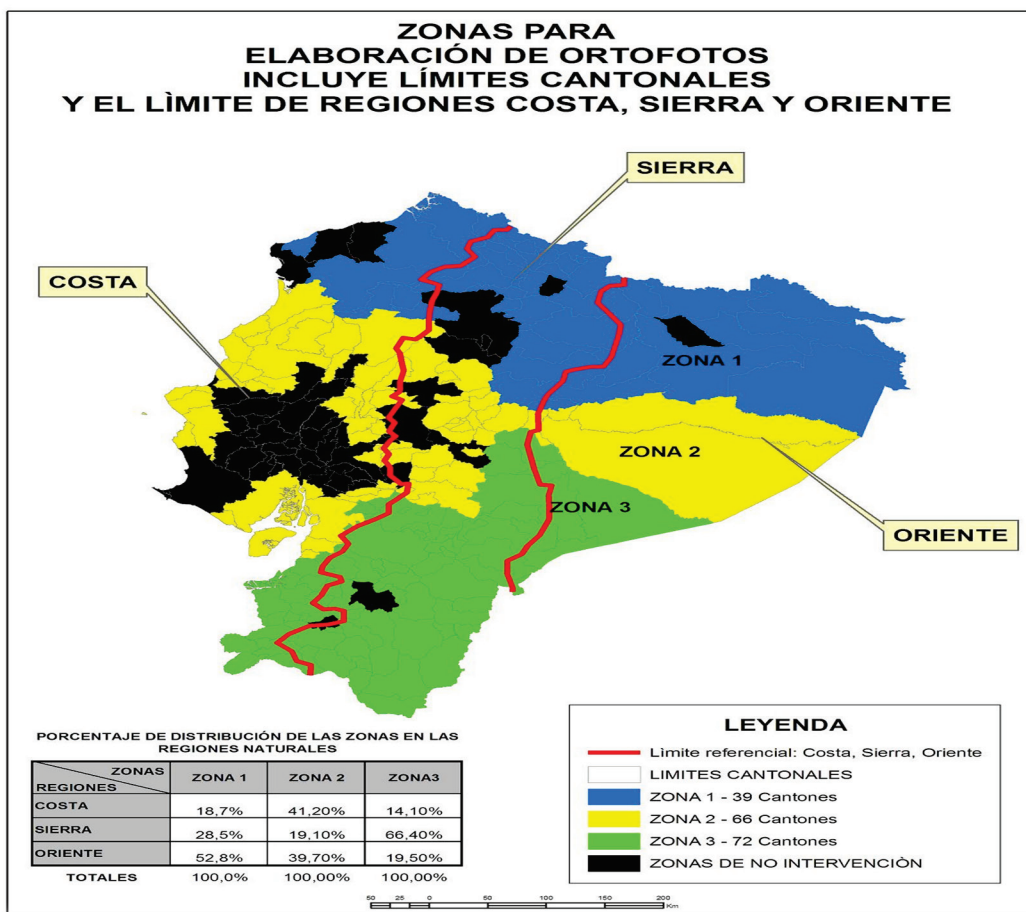 ZONAS PARA
ELABORACIÓN DE ORTOFOTOS
INCLUYE LÍMITES CANTONALES
Y EL LÌMITE DE REGIONES COSTA, SIERRA Y ORIENTE
SIERRA
COSTA
ZONA 1
ZONA 2
ZONA 3
ORIENTE
PORCENTAJE DE DISTRIBUCIÓN DE LAS ZONAS EN LAS
REGIONES NATURALES
ZONAS
REGIONES
ZONA 1 ZONA 2 ZONA3
COSTA 18,7% 41,20% 14,10%
SIERRA 28,5% 19,10% 66,40%
ORIENTE 52,8% 39,70% 19,50%
TOTALES 100,0% 100,00% 100,00%
LEYENDA
Lìmite referencial: Costa, Sierra, Oriente
LIMITES CANTONALES
ZONA 1 - 39 Cantones
ZONA 2 - 66 Cantones
ZONA 3 - 72 Cantones
ZONAS DE NO INTERVENCIÒN
50 25 0 50 100 150 200
Km